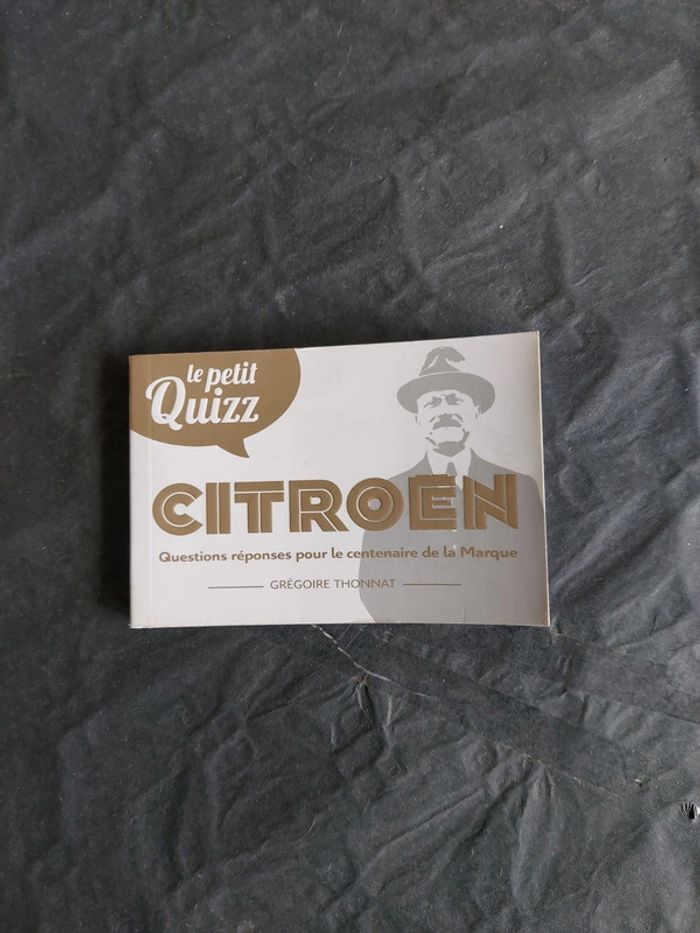 le petit
Quizz
CITROEN
Questions réponses pour le centenaire de la Marque
GRÉGOIRE THONNAT